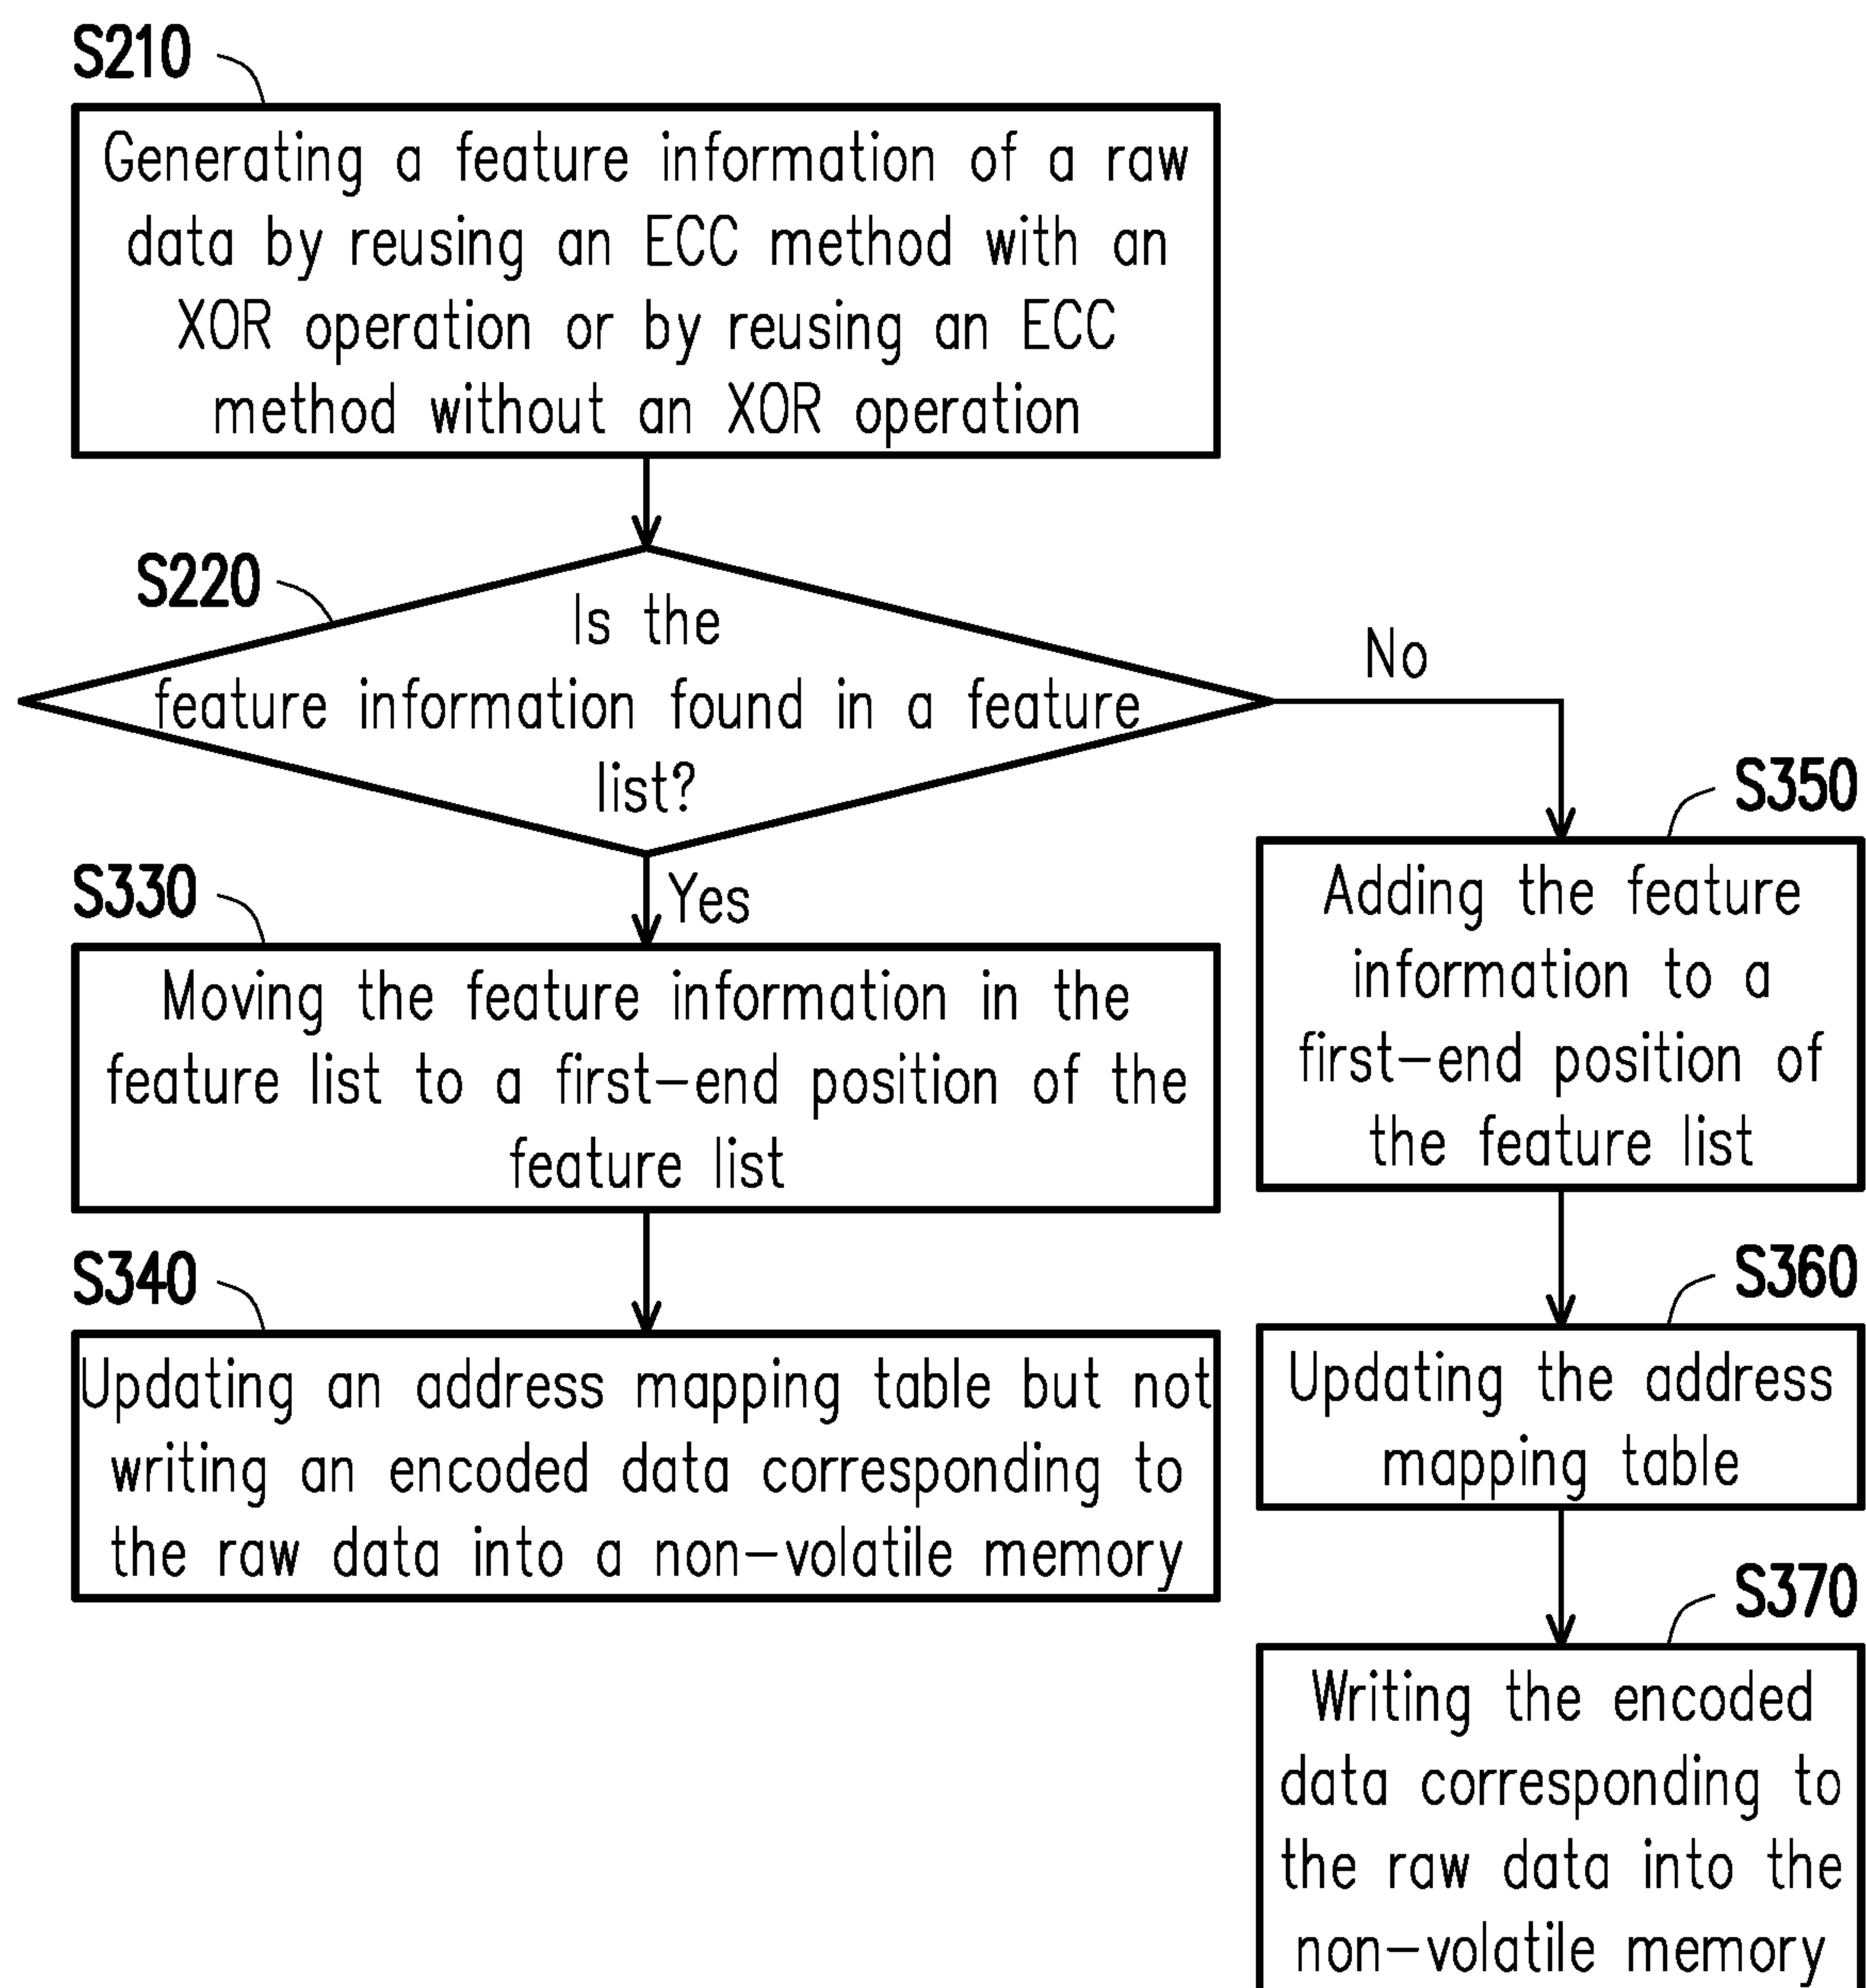 S210
Generating a feature information of a raw
data by reusing an ECC method with an
XOR operation or by reusing an ECC
method without an XOR operation
S220
Is the
feature information found in a feature
list?
No
Yes
S330
Moving the feature information in the
feature list to a first-end position of the
feature list
S340
Updating an address mapping table but not
writing an encoded data corresponding to
the raw data into a non-volatile memory
S350
Adding the feature
information to a
first-end position of
the feature list
S360
Updating the address
mapping table
S370
Writing the encoded
data corresponding to
the raw data into the
non-volatile memory